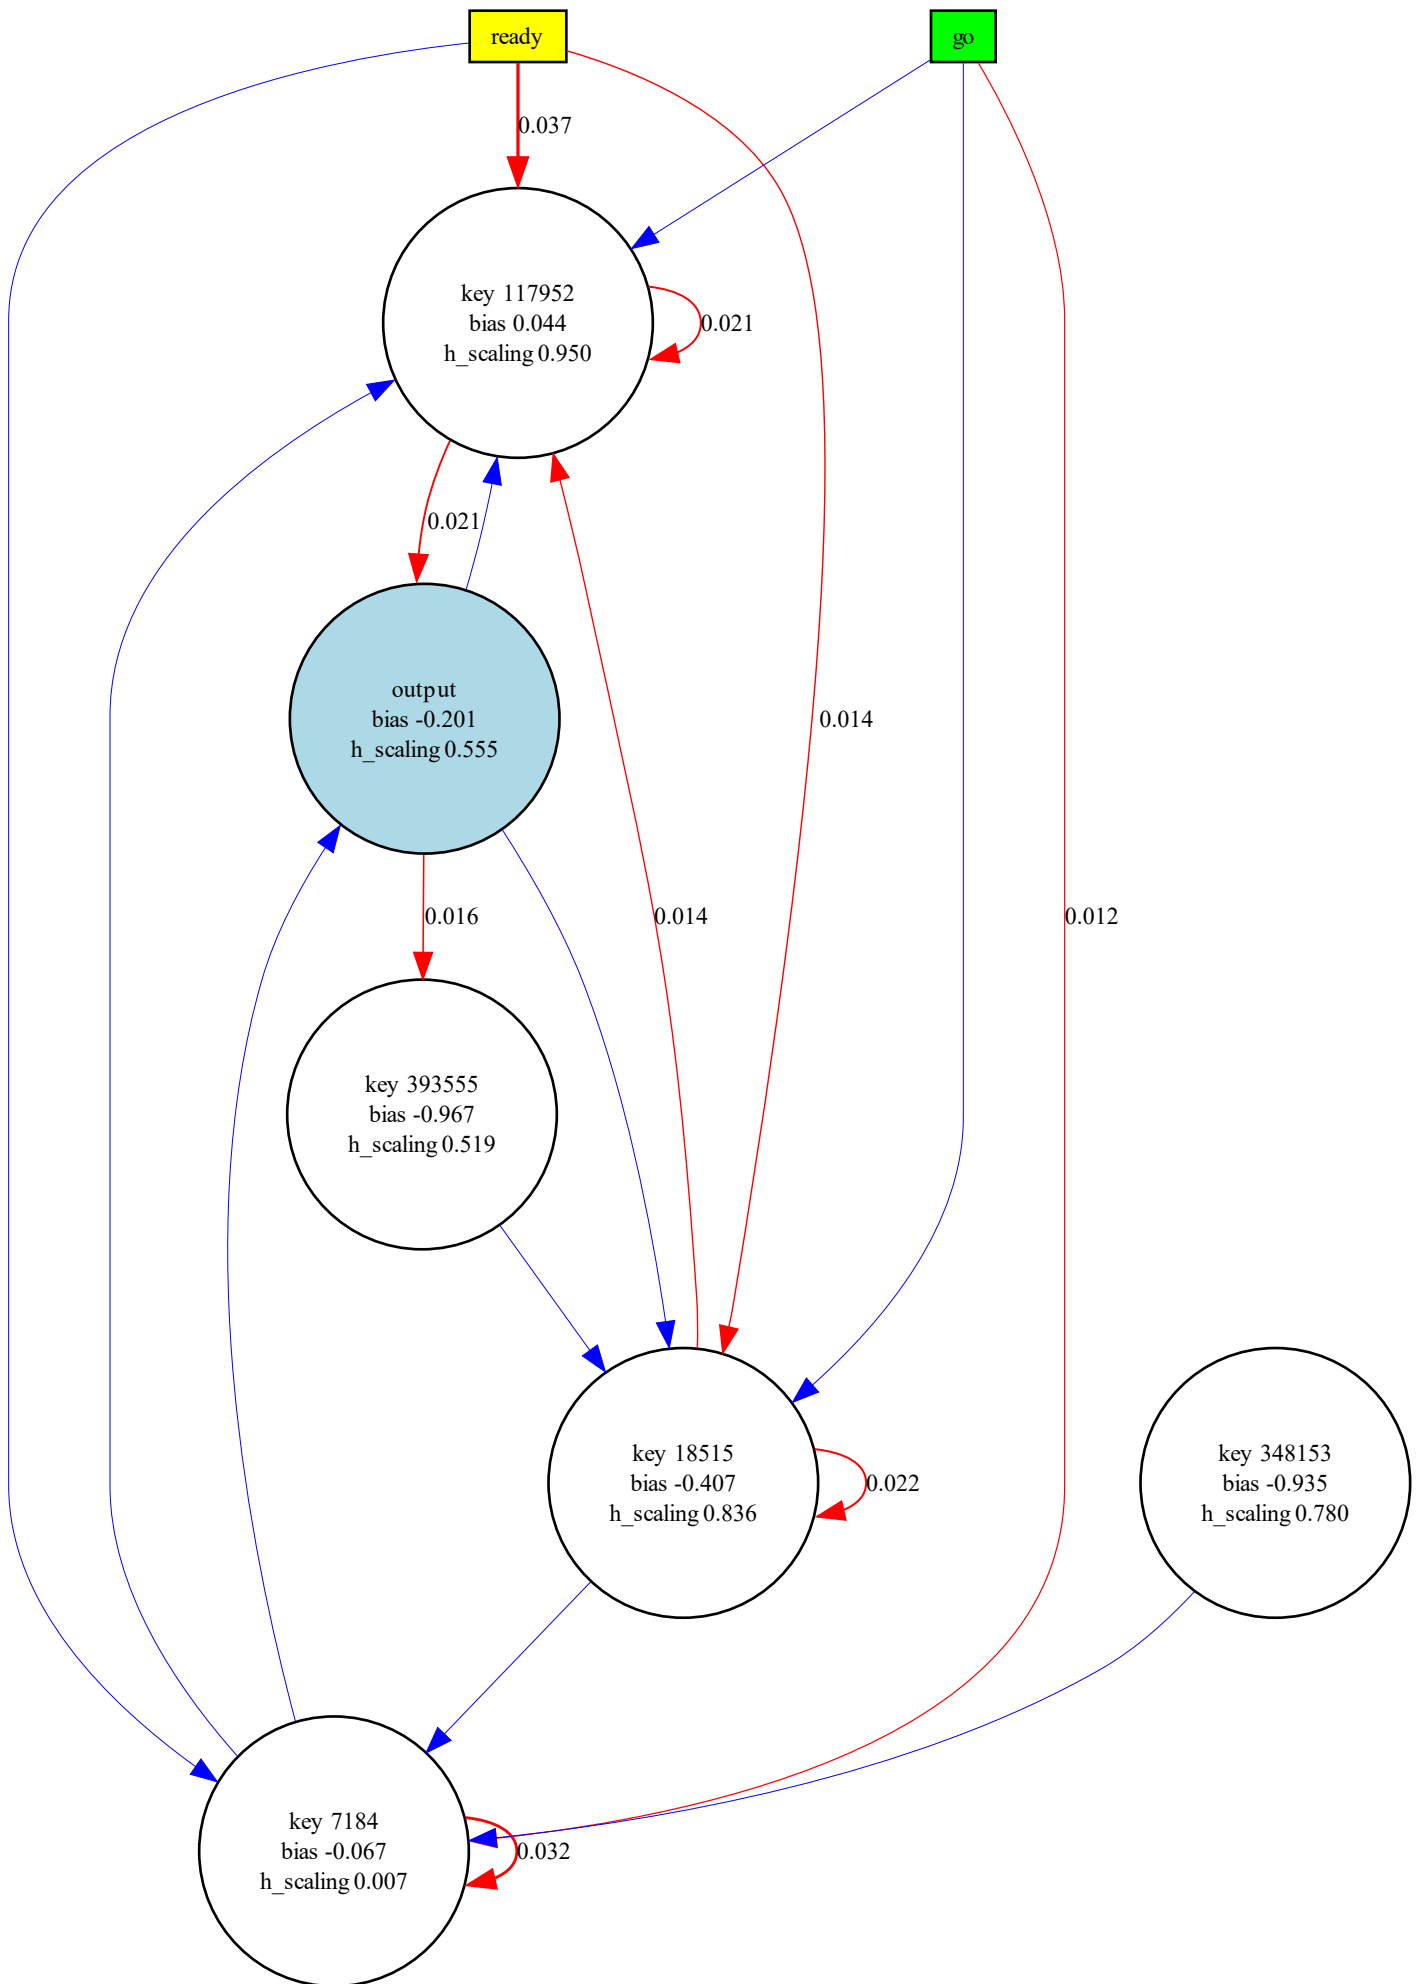 ready
go
0.037
key 117952
bias 0.044
h_scaling 0.950
0.021
0.021
output
bias -0.201
h_scaling 0.555
0.014
0.016
0.014
0.012
key 393555
bias -0.967
h_scaling 0.519
key 18515
bias -0.407
h_scaling 0.836
0.022
key 348153
bias -0.935
h_scaling 0.780
key 7184
bias -0.067
h_scaling 0.007
0.032